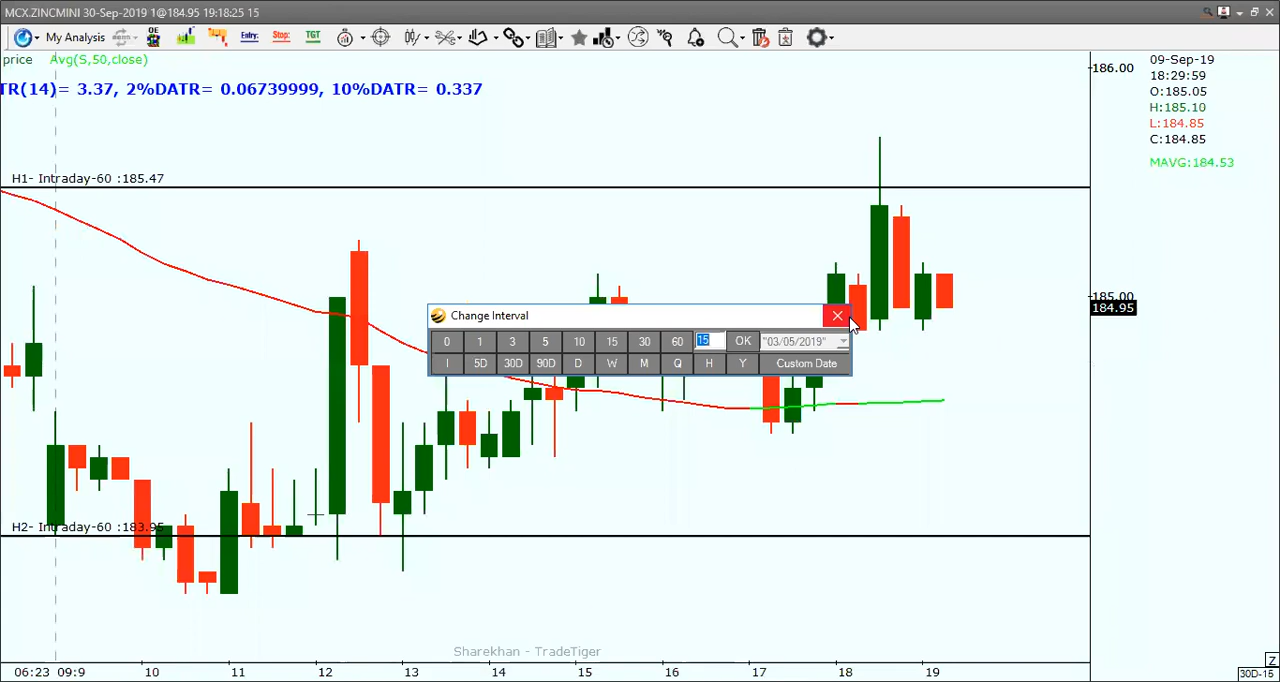 MCX.ZINCMINI 30-Sep-2019 1@184.95 19:18:25 15
My Analysis
OE
Entry:
Stop:
TGT
price Avg(S,50,close)
TR(14)= 3.37, 2%DATR= 0.06739999, 10%DATR= 0.337
186.00
09-Sep-19
18:29:59
O:185.05
H:185.10
L:184.85
C:184.85
MAVG:184.53
H1- Intraday-60 :185.47
185.00
184.95
Change Interval
0 1 3 5 10 15 30 60 15 OK "03/05/2019"
I 5D 30D 90D D W M Q H Y Custom Date
H2- Intraday-60 :183.95
Sharekhan - TradeTiger
Z
06:23 09:9 10 11 12 13 14 15 16 17 18 19
30D-15